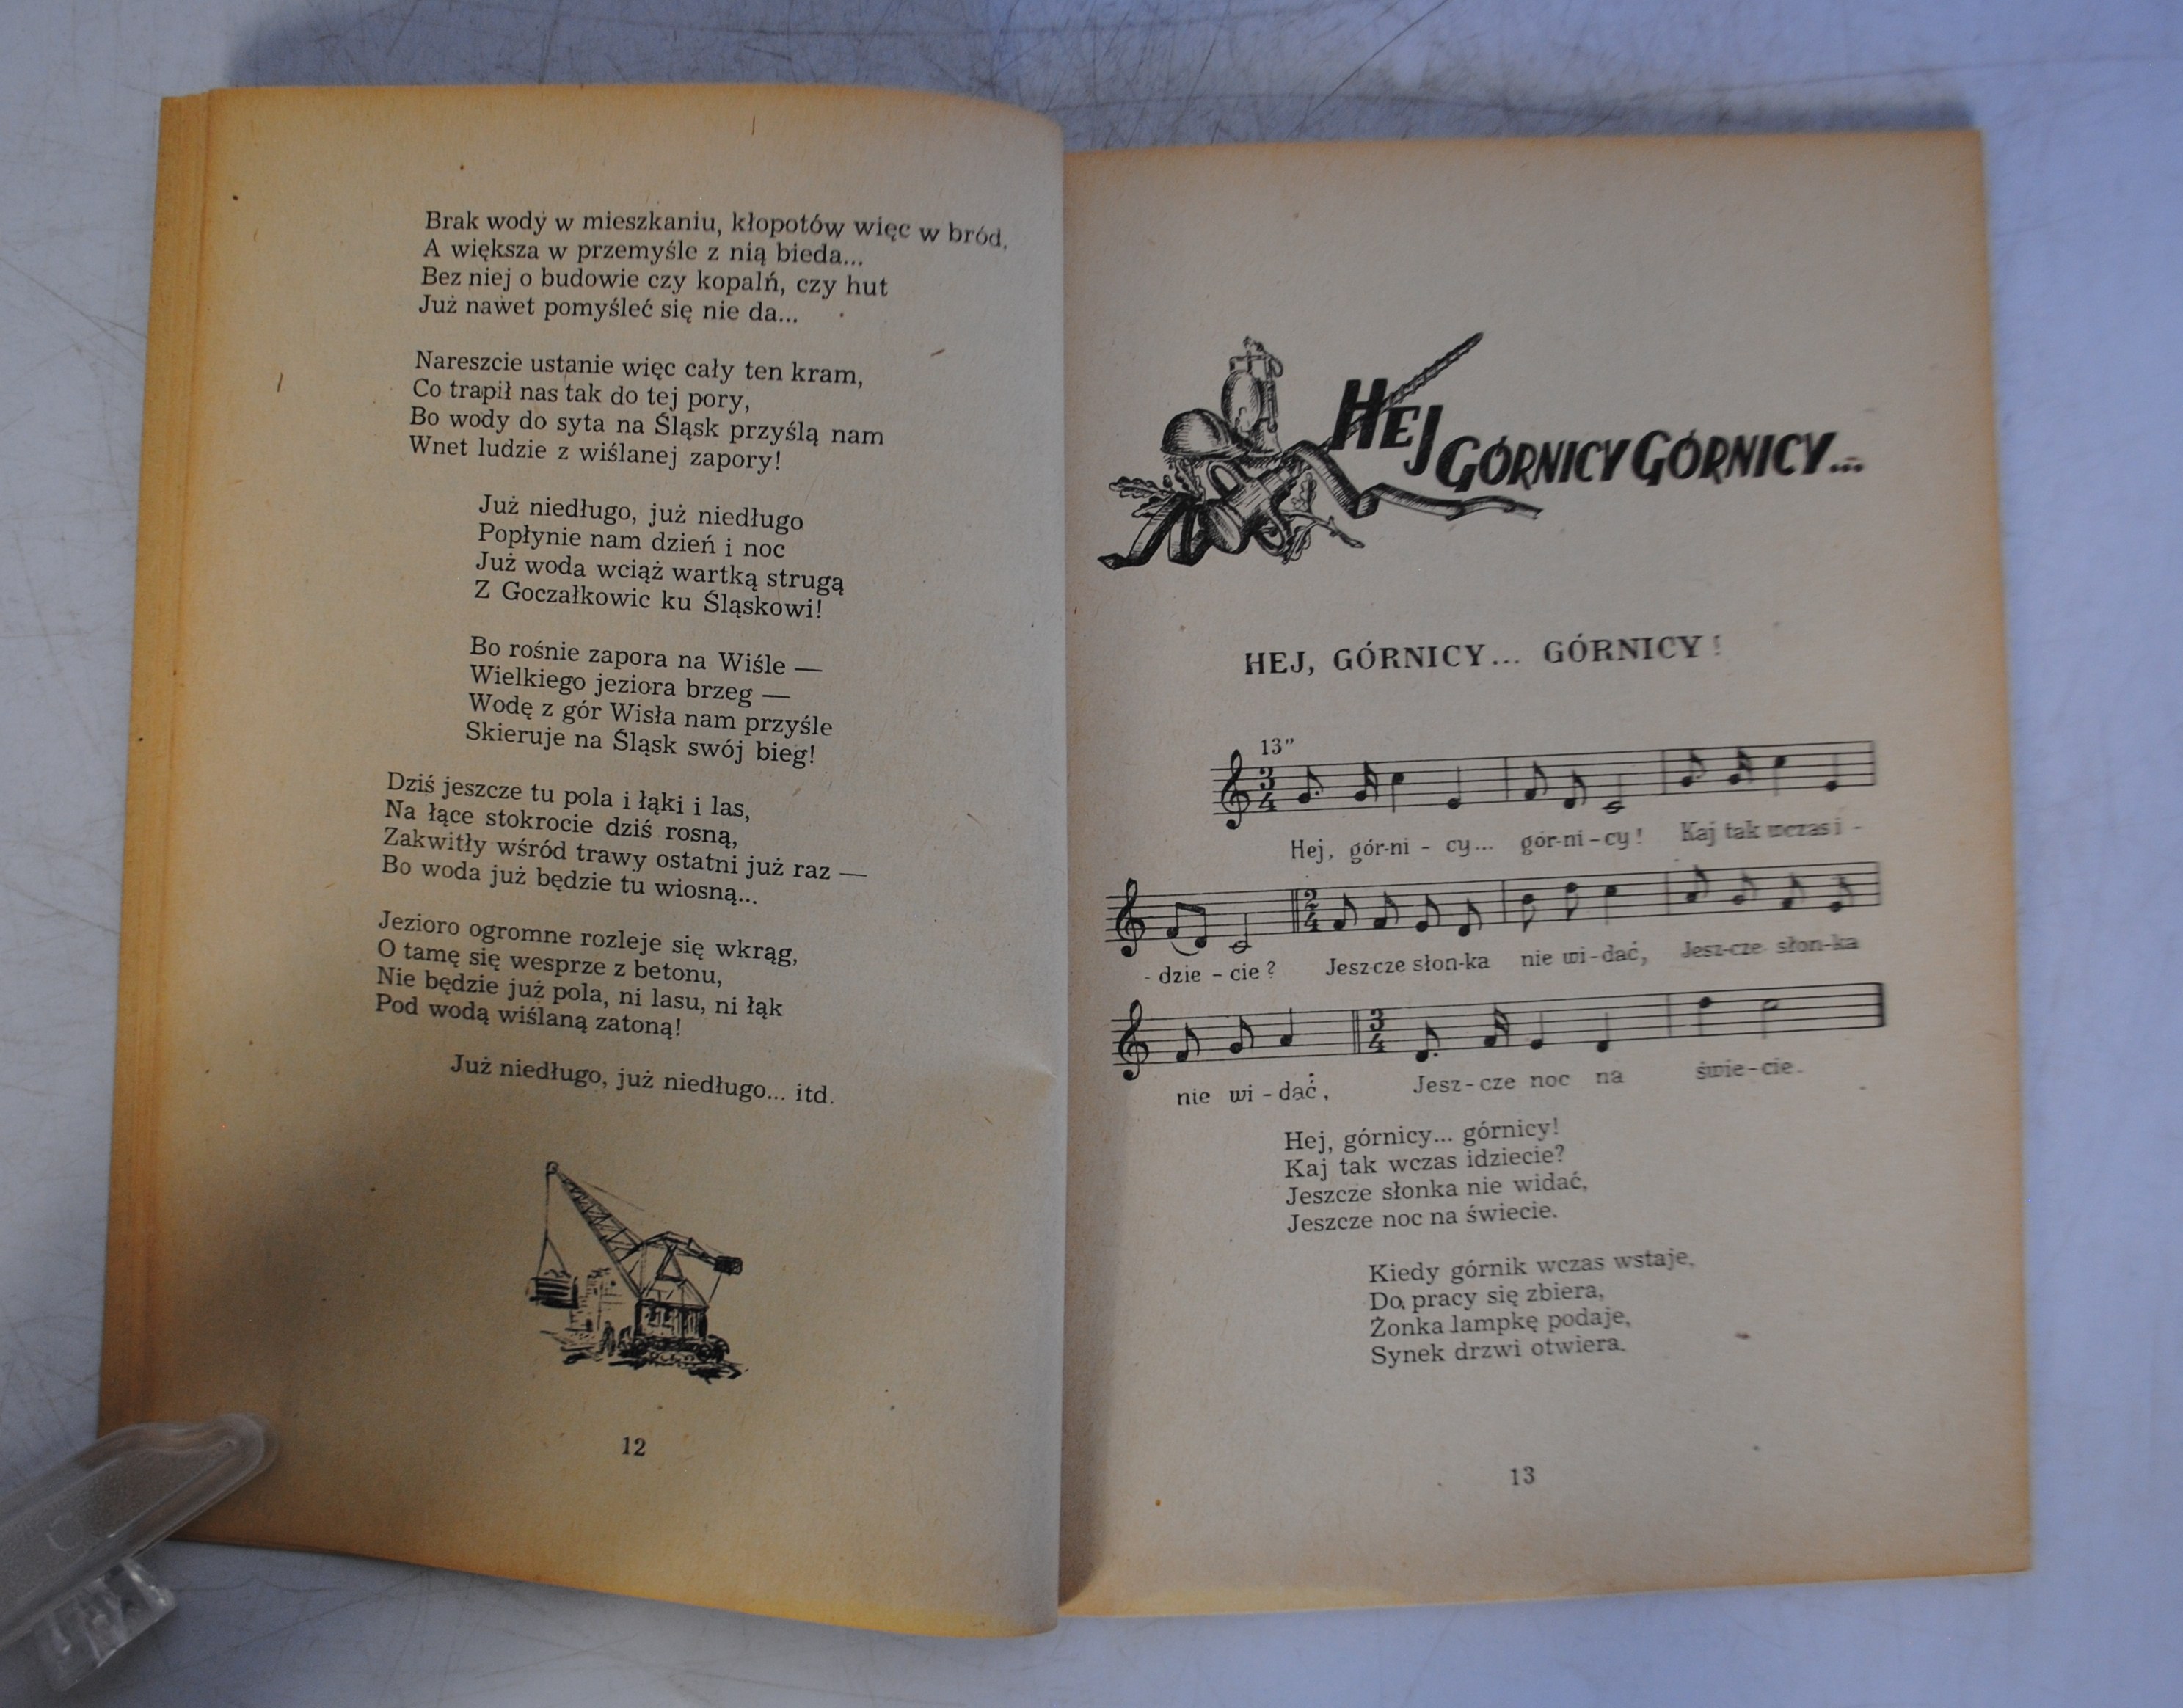 Brak wody w mieszkaniu, kłopotów więc w bród,
A większa w przemyśle z nią bieda...
Bez niej o budowie czy kopalń, czy hut
Już nawet pomyśleć się nie da...
Nareszcie ustanie więc cały ten kram,
Co trapił nas tak do tej pory,
Bo wody do syta na Śląsk przyślą nam
Wnet ludzie z wiślanej zapory!
Już niedługo, już niedługo
Popłynie nam dzień i noc
Już woda wciąż wartką strugą
Z Goczałkowic ku Śląskowi!
Bo rośnie zapora na Wiśle —
Wielkiego jeziora brzeg —
Wodę z gór Wisła nam przyśle
Skieruje na Śląsk swój bieg!
Dziś jeszcze tu pola i łąki i las,
Na łące stokrocie dziś rosną,
Zakwitły wśród trawy ostatni już raz —
Bo woda już będzie tu wiosną...
Jezioro ogromne rozleje się wkrąg,
O tamę się wesprze z betonu,
Nie będzie już pola, ni lasu, ni łąk
Pod wodą wiślaną zatoną!
Już niedługo, już niedługo... itd.
12
HEJ GÓRNICY GÓRNICY...
HEJ, GÓRNICY... GÓRNICY!
13"
3
4
Hej, gór-ni - cy... gór-ni-cy! Kaj tak wczas i -
2
4
- dzie - cie? Jesz-cze słon-ka nie wi-dać, Jesz-cze słon-ka
3
4
nie wi - dać, Jesz-cze noc na świe-cie.
Hej, górnicy... górnicy!
Kaj tak wczas idziecie?
Jeszcze słonka nie widać,
Jeszcze noc na świecie.
Kiedy górnik wczas wstaje,
Do pracy się zbiera,
Żonka lampkę podaje,
Synek drzwi otwiera.
13